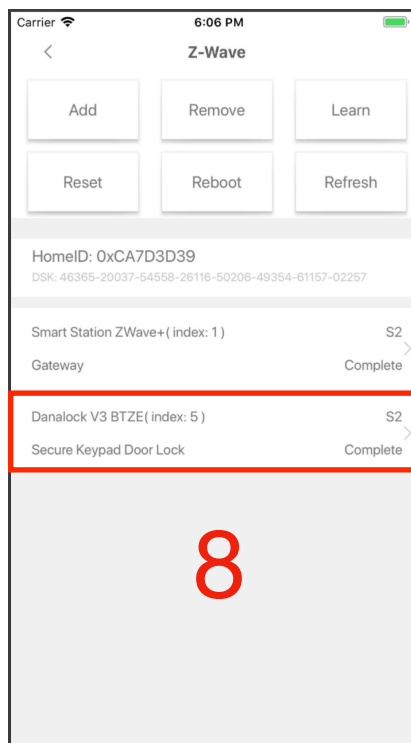 Carrier 6:06 PM
Z-Wave
Add Remove Learn
Reset Reboot Refresh
HomeID: 0xCA7D3D39
DSK: 46365-20037-54558-26116-50206-49354-61157-02257
Smart Station ZWave+( index: 1 ) S2
Gateway Complete
Danalock V3 BTZE( index: 5 ) S2
Secure Keypad Door Lock Complete
8